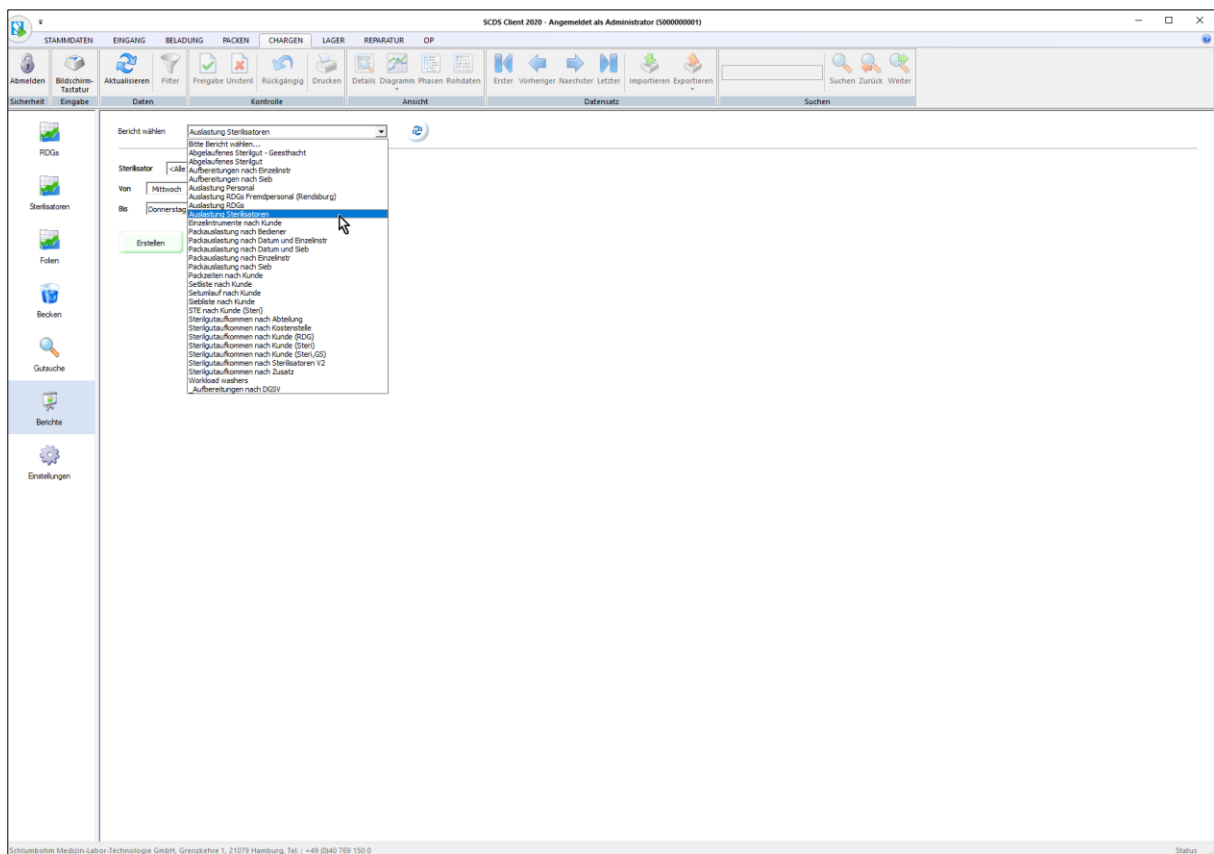 SCDS Client 2020 - Angemeldet als Administrator (5000000001)
STAMMDATEN EINGANG BELADUNG PACKEN CHARGEN LAGER REPARATUR OP
Abmelden Bildschirm-Tastatur Aktualisieren Filter Freigabe Unsteril Rückgängig Drucken Details Diagramm Phasen Rohdaten Erster Vorheriger Naechster Letzter Importieren Exportieren Suchen Zurück Weiter
Sicherheit Eingabe Daten Kontrolle Ansicht Datensatz Suchen
RDGs
Sterilisatoren
Folien
Becken
Gutsuche
Berichte
Einstellungen
Bericht wählen Auslastung Sterilisatoren
Sterilisator <Alle
Von Mittwoch
Bis Donnerstag
Erstellen
Bitte Bericht wählen...
Abgelaufenes Sterilgut - Geesthacht
Abgelaufenes Sterilgut
Aufbereitungen nach Einzelinstr
Aufbereitungen nach Sieb
Auslastung Personal
Auslastung RDGs Fremdpersonal (Rendsburg)
Auslastung RDGs
Auslastung Sterilisatoren
Einzelintrumente nach Kunde
Packauslastung nach Bediener
Packauslastung nach Datum und Einzelinstr
Packauslastung nach Datum und Sieb
Packauslastung nach Einzelinstr
Packauslastung nach Sieb
Packzeiten nach Kunde
Setliste nach Kunde
Setumlauf nach Kunde
Siebliste nach Kunde
STE nach Kunde (Steri)
Sterilgutaufkommen nach Abteilung
Sterilgutaufkommen nach Kostenstelle
Sterilgutaufkommen nach Kunde (RDG)
Sterilgutaufkommen nach Kunde (Steri)
Sterilgutaufkommen nach Kunde (Steri,GS)
Sterilgutaufkommen nach Sterilisatoren V2
Sterilgutaufkommen nach Zusatz
Workload washers
_Aufbereitungen nach DGSV
Schlumbohm Medizin-Labor-Technologie GmbH, Grenzkehre 1, 21079 Hamburg, Tel. : +49 (0)40 769 150 0 Status